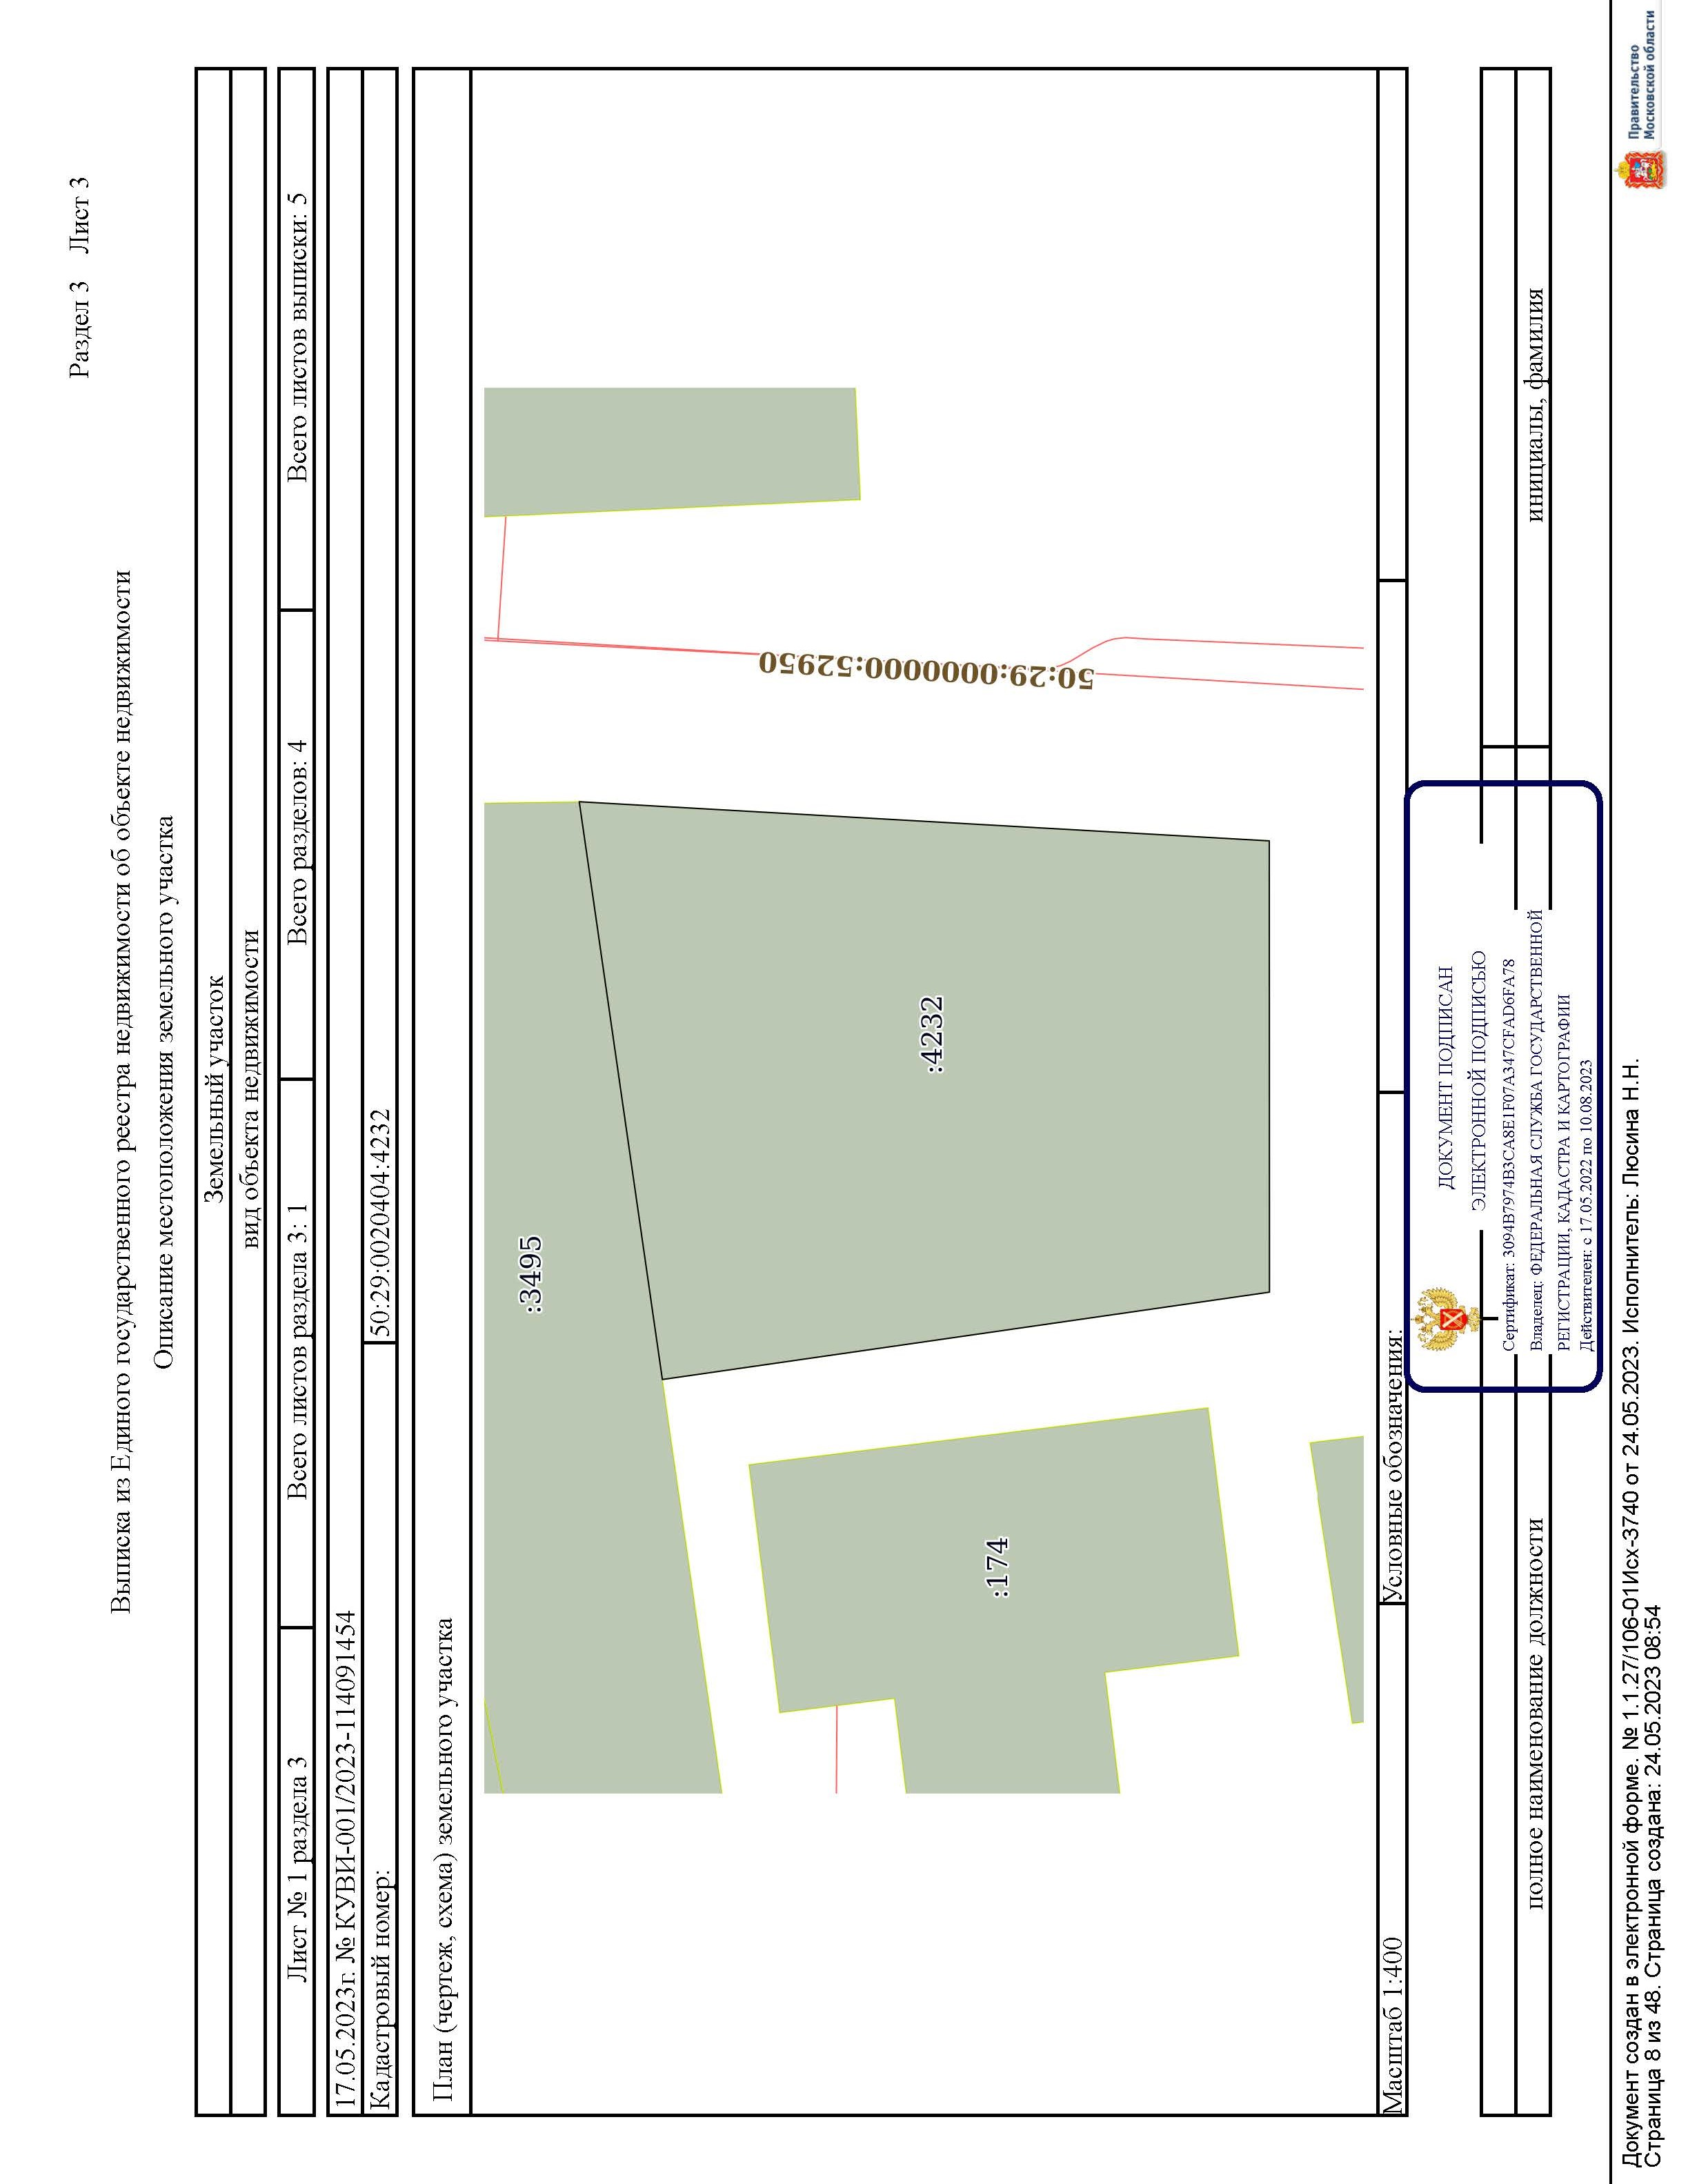 Раздел 3 Лист 3
Выписка из Единого государственного реестра недвижимости об объекте недвижимости
Описание местоположения земельного участка
Земельный участок
вид объекта недвижимости
Лист № 1 раздела 3 Всего листов раздела 3: 1 Всего разделов: 4 Всего листов выписки: 5
17.05.2023г. № КУВИ-001/2023-114091454
Кадастровый номер: 50:29:0020404:4232
План (чертеж, схема) земельного участка
:3495
50:29:0000000:52950
:4232
:174
Масштаб 1:400 Условные обозначения:
ДОКУМЕНТ ПОДПИСАН
ЭЛЕКТРОННОЙ ПОДПИСЬЮ
Сертификат: 3094B7974B3CA8E1F07A347CFAD6FA78
Владелец: ФЕДЕРАЛЬНАЯ СЛУЖБА ГОСУДАРСТВЕННОЙ
РЕГИСТРАЦИИ, КАДАСТРА И КАРТОГРАФИИ
Действителен: с 17.05.2022 по 10.08.2023
полное наименование должности инициалы, фамилия
Документ создан в электронной форме. № 1.1.27/106-01Исх-3740 от 24.05.2023. Исполнитель: Люсина Н.Н.
Страница 8 из 48. Страница создана: 24.05.2023 08:54
Правительство
Московской области